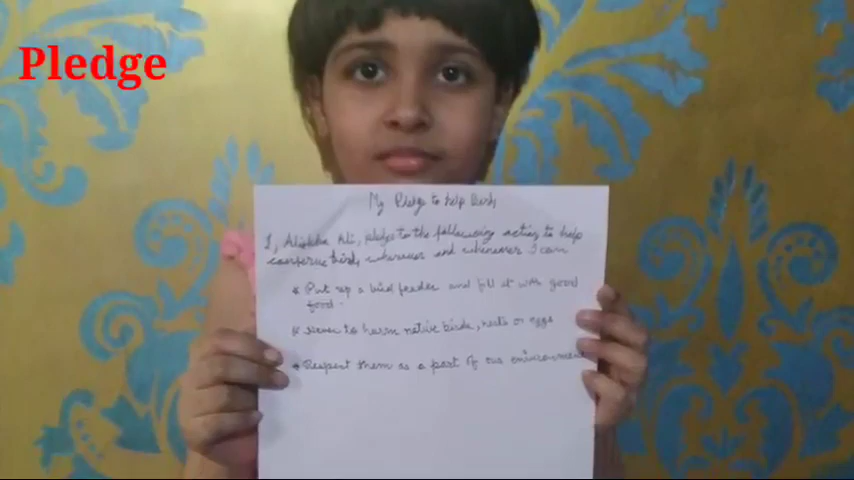 Pledge
My Pledge to help Birds
I, Alishba Ali, pledge to the following acting to help
conserve birds, wherever and whenever I can
* Put up a bird feeder and fill it with good
food.
* Never to harm native birds, nests or eggs
* Respect them as a part of our environment